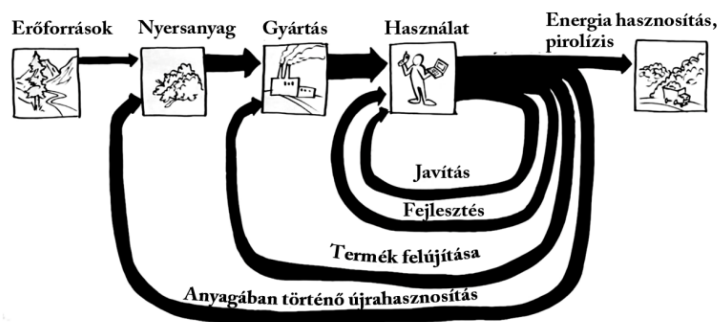 Erőforrások
Nyersanyag
Gyártás
Használat
Energia hasznosítás,
pirolízis
Javítás
Fejlesztés
Termék felújítása
Anyagában történő újrahasznosítás